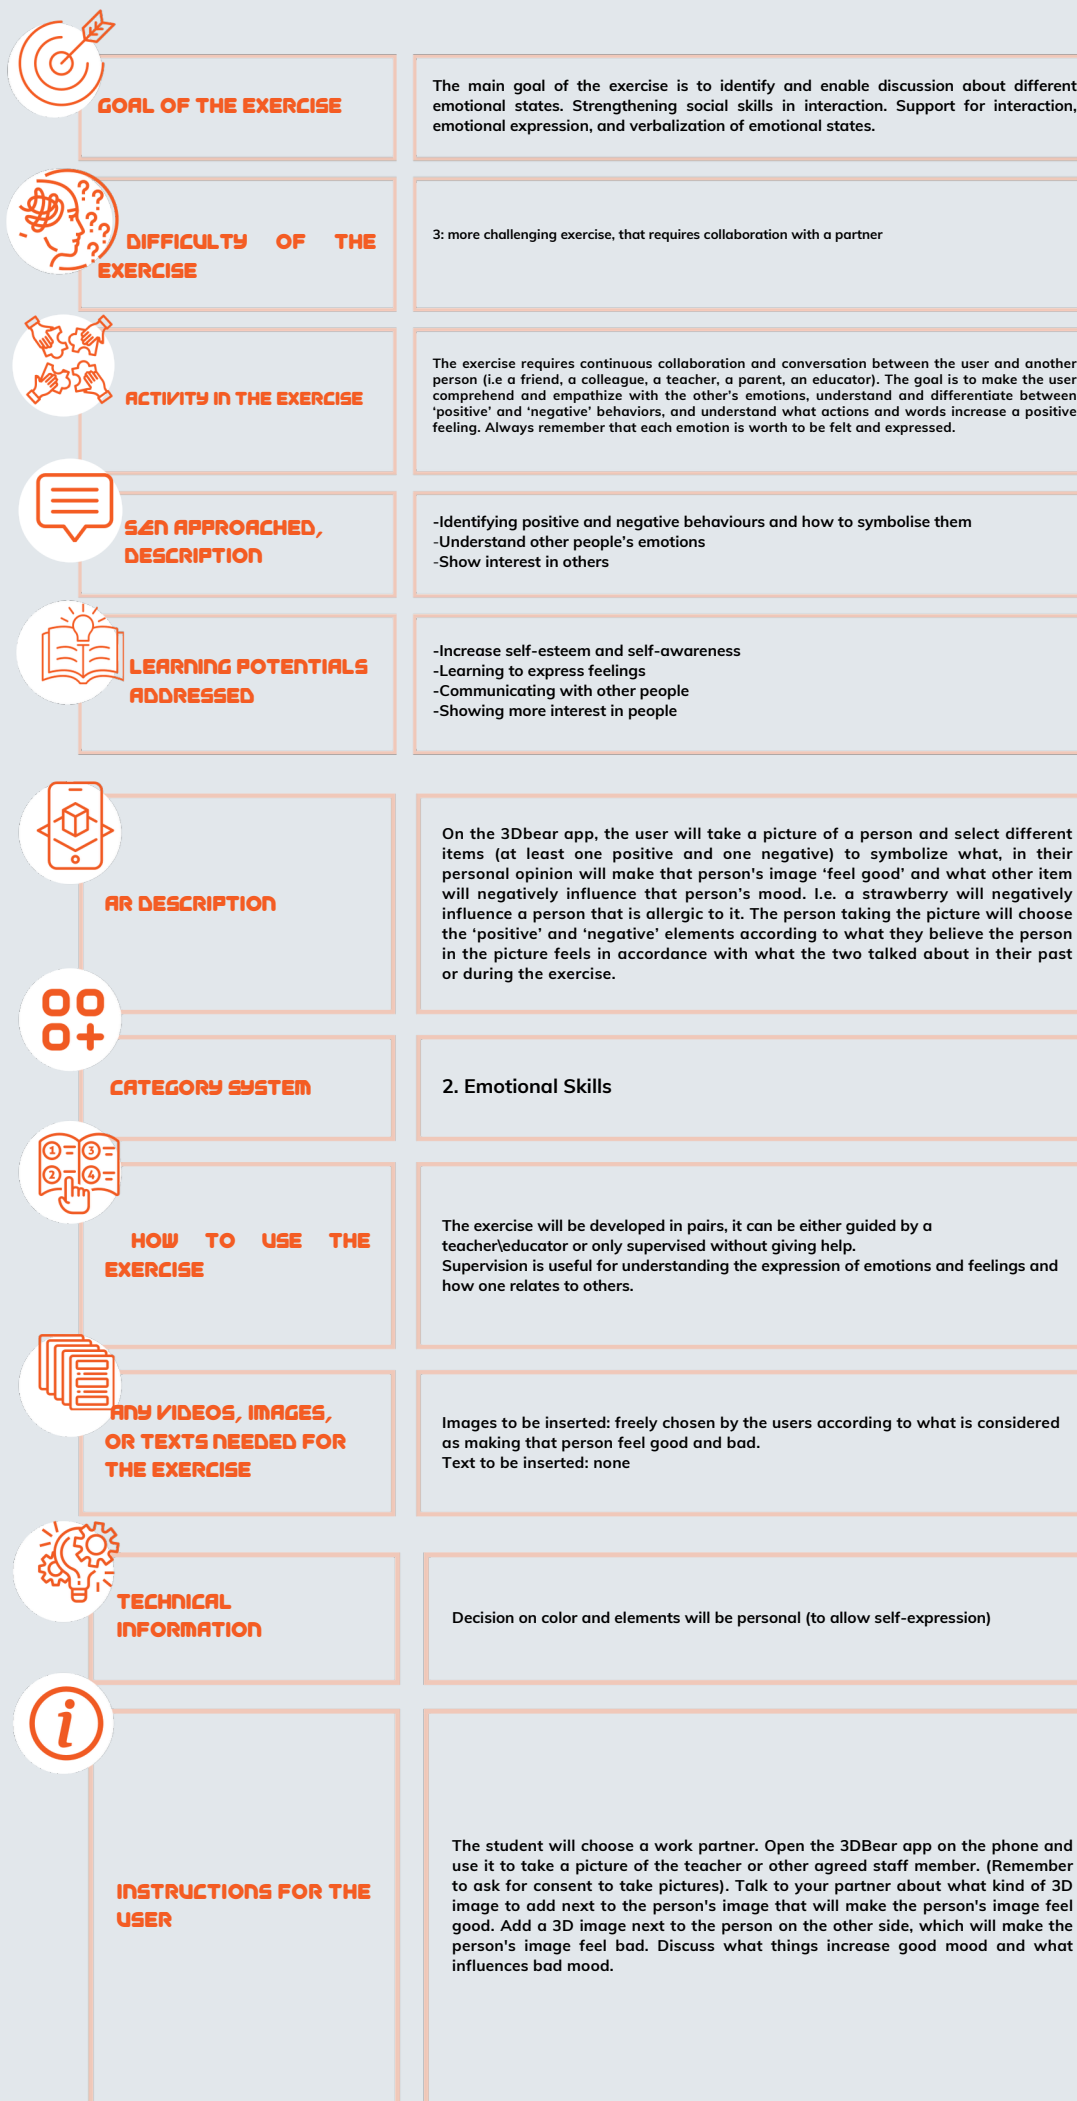 GOAL OF THE EXERCISE
The main goal of the exercise is to identify and enable discussion about different
emotional states. Strengthening social skills in interaction. Support for interaction,
emotional expression, and verbalization of emotional states.
DIFFICULTY OF THE
EXERCISE
3: more challenging exercise, that requires collaboration with a partner
ACTIVITY IN THE EXERCISE
The exercise requires continuous collaboration and conversation between the user and another
person (i.e a friend, a colleague, a teacher, a parent, an educator). The goal is to make the user
comprehend and empathize with the other's emotions, understand and differentiate between
‘positive’ and ‘negative’ behaviors, and understand what actions and words increase a positive
feeling. Always remember that each emotion is worth to be felt and expressed.
SEN APPROACHED,
DESCRIPTION
-Identifying positive and negative behaviours and how to symbolise them
-Understand other people's emotions
-Show interest in others
LEARNING POTENTIALS
ADDRESSED
-Increase self-esteem and self-awareness
-Learning to express feelings
-Communicating with other people
-Showing more interest in people
AR DESCRIPTION
On the 3Dbear app, the user will take a picture of a person and select different
items (at least one positive and one negative) to symbolize what, in their
personal opinion will make that person's image ‘feel good’ and what other item
will negatively influence that person’s mood. I.e. a strawberry will negatively
influence a person that is allergic to it. The person taking the picture will choose
the ‘positive’ and ‘negative’ elements according to what they believe the person
in the picture feels in accordance with what the two talked about in their past
or during the exercise.
CATEGORY SYSTEM
2. Emotional Skills
1 3
2 4
HOW TO USE THE
EXERCISE
The exercise will be developed in pairs, it can be either guided by a
teacher\educator or only supervised without giving help.
Supervision is useful for understanding the expression of emotions and feelings and
how one relates to others.
ANY VIDEOS, IMAGES,
OR TEXTS NEEDED FOR
THE EXERCISE
Images to be inserted: freely chosen by the users according to what is considered
as making that person feel good and bad.
Text to be inserted: none
TECHNICAL
INFORMATION
Decision on color and elements will be personal (to allow self-expression)
i
INSTRUCTIONS FOR THE
USER
The student will choose a work partner. Open the 3DBear app on the phone and
use it to take a picture of the teacher or other agreed staff member. (Remember
to ask for consent to take pictures). Talk to your partner about what kind of 3D
image to add next to the person's image that will make the person's image feel
good. Add a 3D image next to the person on the other side, which will make the
person's image feel bad. Discuss what things increase good mood and what
influences bad mood.